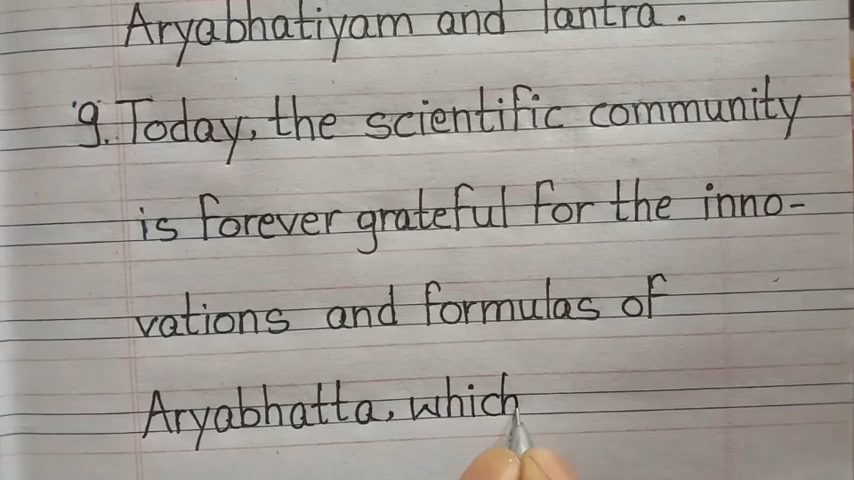 Aryabhatiyam and Tantra.
9. Today, the scientific community
is forever grateful for the inno-
vations and formulas of
Aryabhatta, which